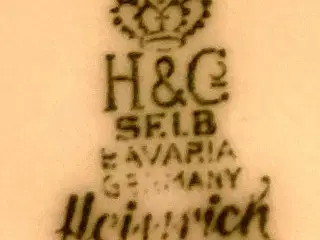 H&Co
SELB
BAVARIA
GERMANY
Heinrich